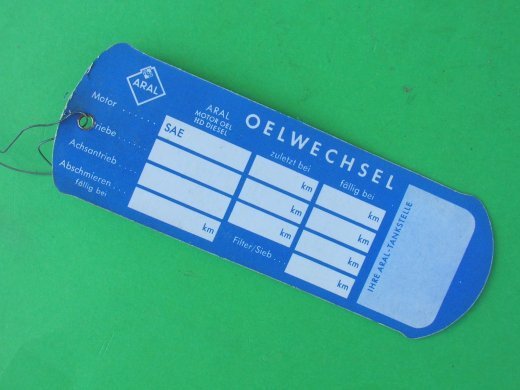 ARAL
ARAL
MOTOR OEL
HD DIESEL
OELWECHSEL
zuletzt bei
fällig bei
Motor . . .
SAE
km
km
riebe . . .
km
km
Achsantrieb . . .
km
km
Abschmieren . . . .
fällig bei
km
Filter/Sieb . . .
km
IHRE ARAL-TANKSTELLE